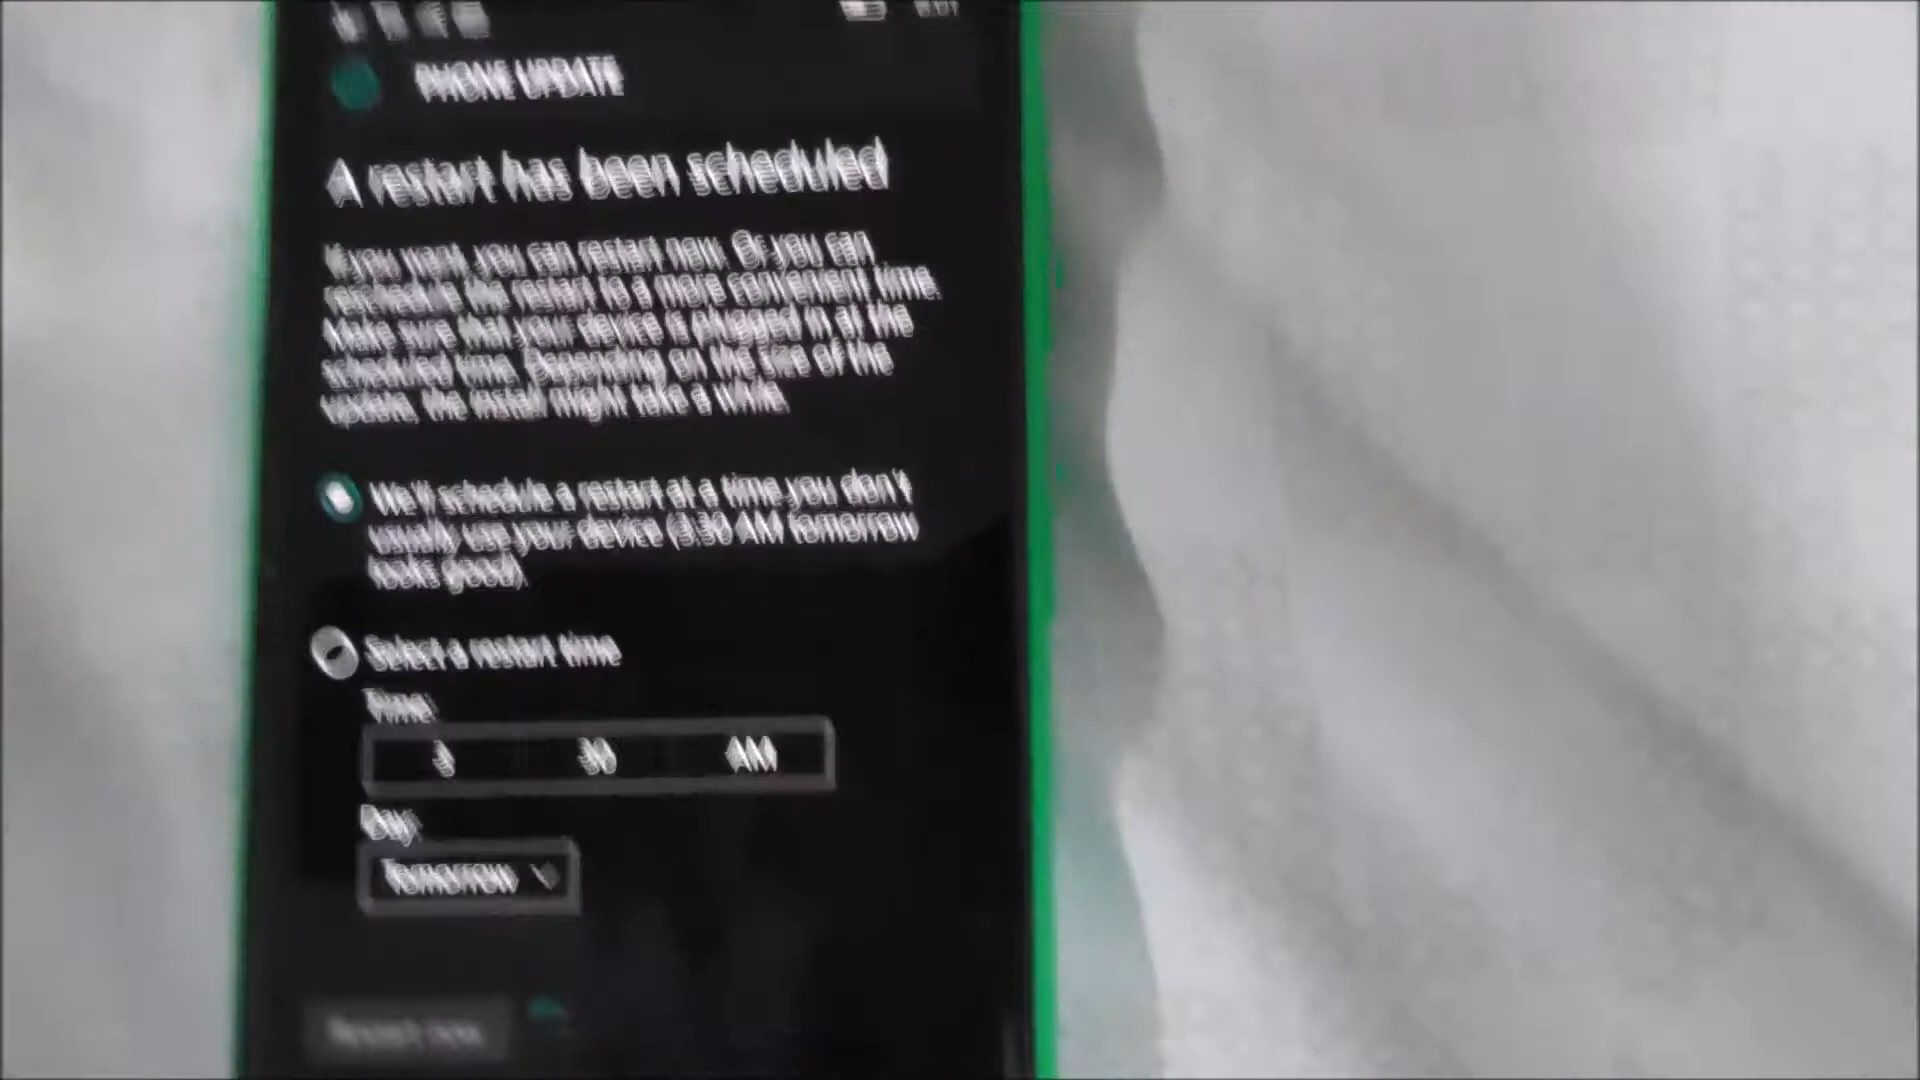 PHONE UPDATE
A restart has been scheduled
If you want, you can restart now. Or you can
reschedule the restart to a more convenient time.
Make sure that your device is plugged in at the
scheduled time. Depending on the size of the
update, the install might take a while.
We'll schedule a restart at a time you don't
usually use your device (3:30 AM tomorrow
looks good).
Select a restart time
Time:
3 30 AM
Day:
Tomorrow
Restart now